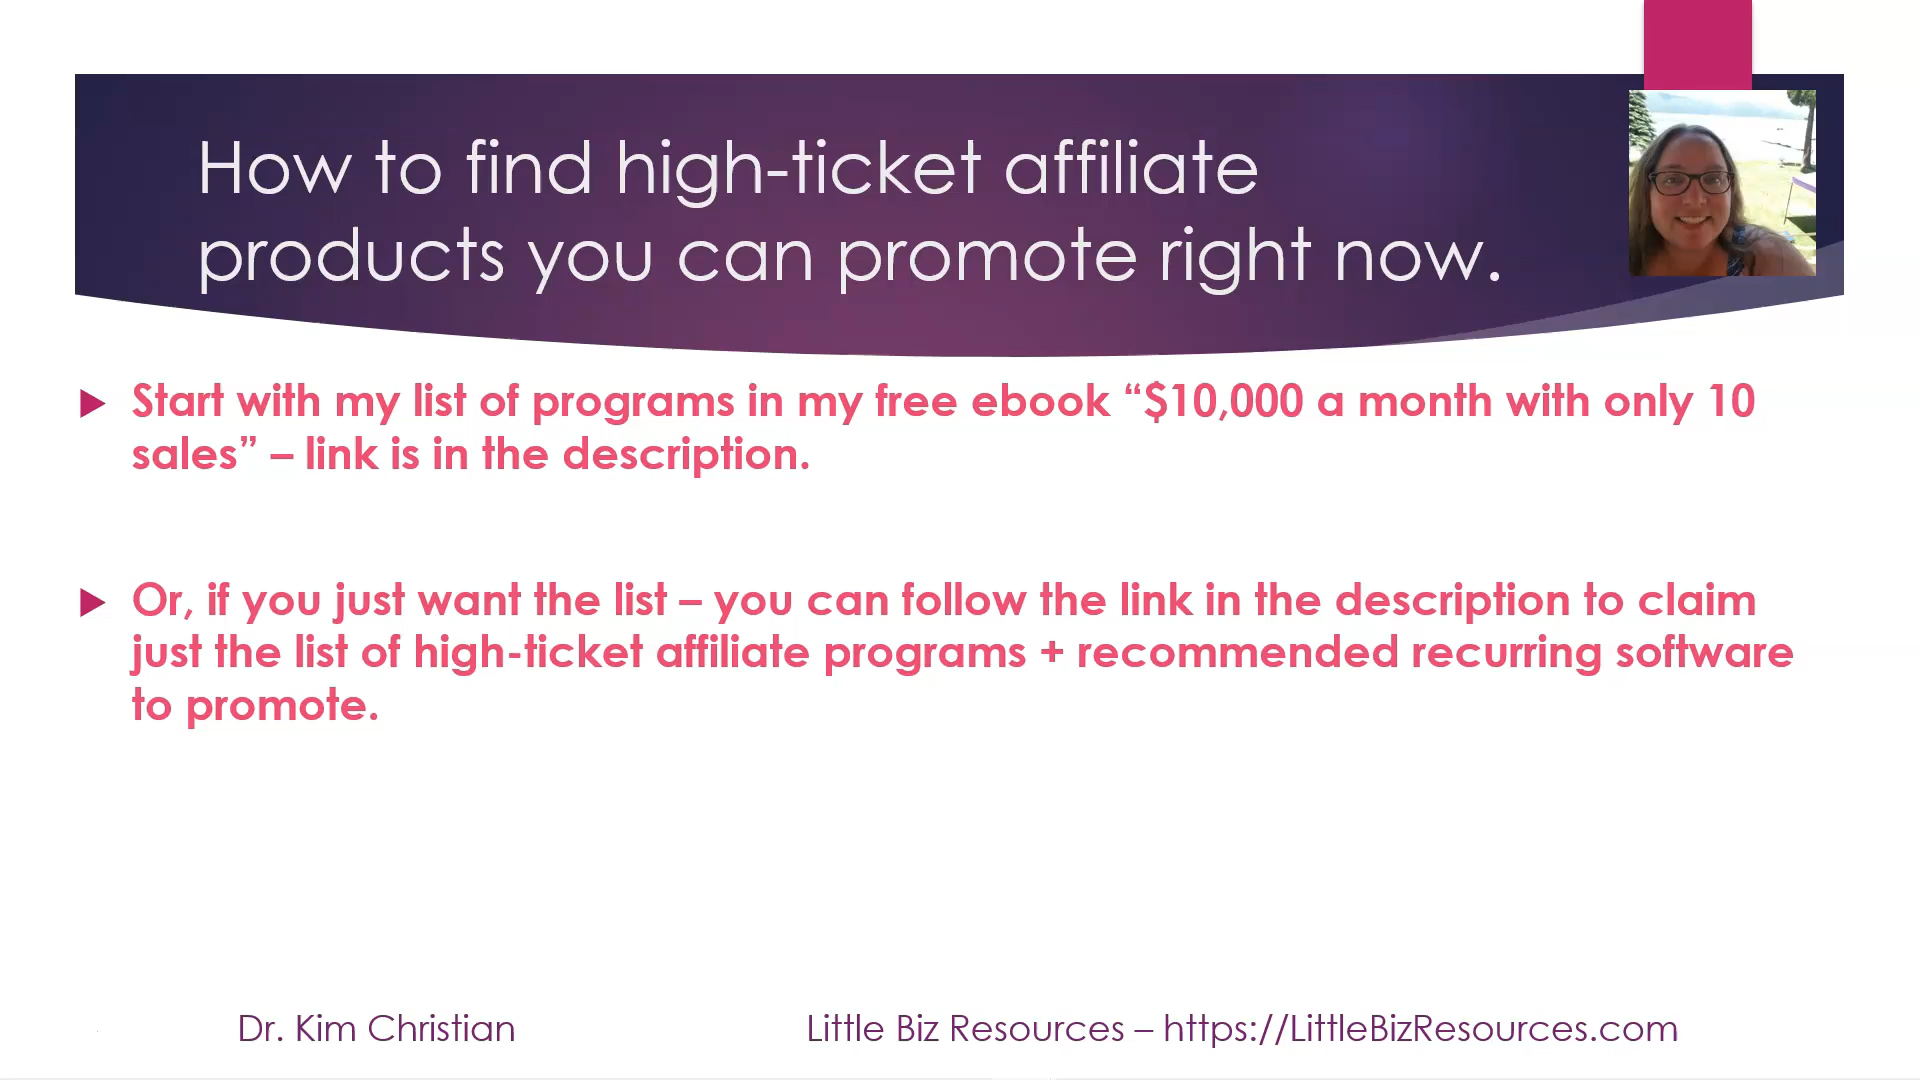 How to find high-ticket affiliate
products you can promote right now.
Start with my list of programs in my free ebook “$10,000 a month with only 10
sales” – link is in the description.
Or, if you just want the list – you can follow the link in the description to claim
just the list of high-ticket affiliate programs + recommended recurring software
to promote.
Dr. Kim Christian
Little Biz Resources – https://LittleBizResources.com